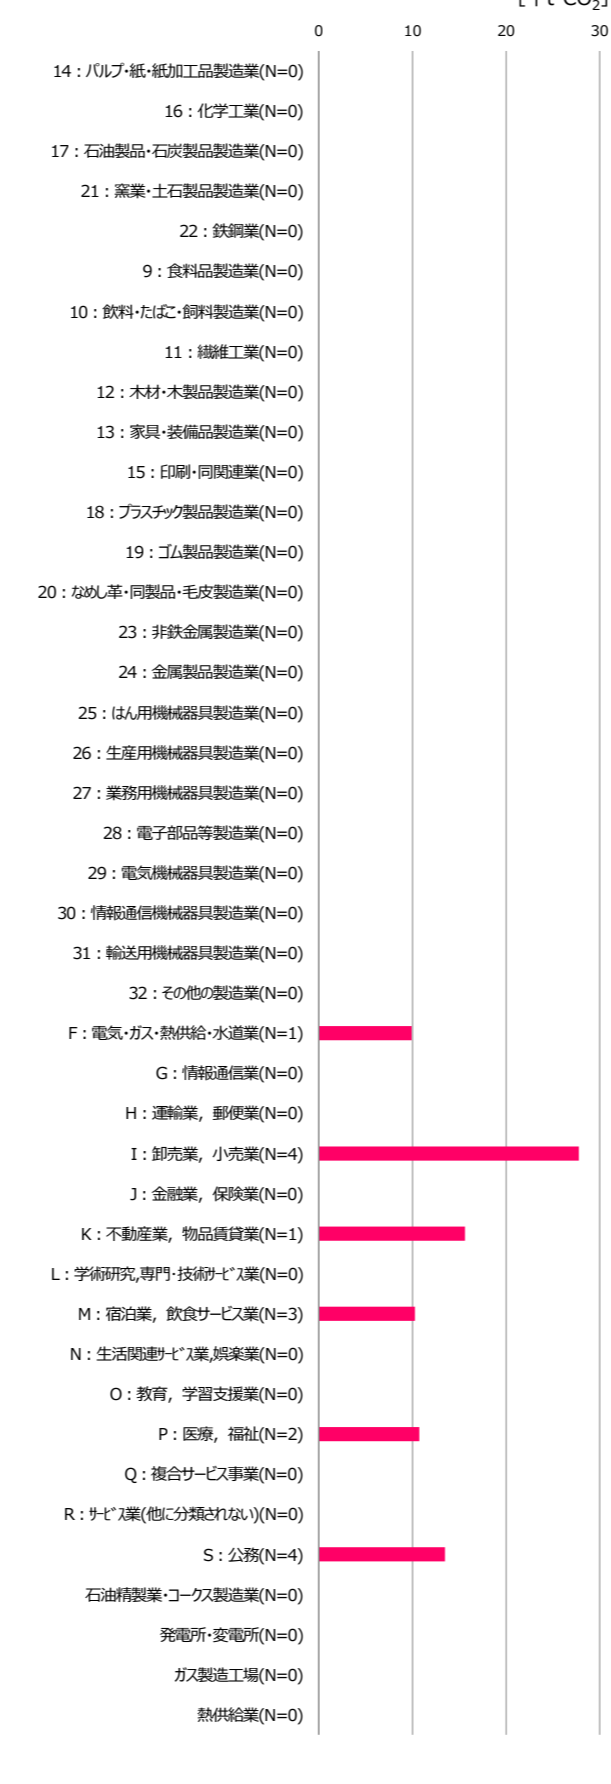 [千t-CO2]
0 10 20 30
14：パルプ・紙・紙加工品製造業(N=0)
16：化学工業(N=0)
17：石油製品・石炭製品製造業(N=0)
21：窯業・土石製品製造業(N=0)
22：鉄鋼業(N=0)
9：食料品製造業(N=0)
10：飲料・たばこ・飼料製造業(N=0)
11：繊維工業(N=0)
12：木材・木製品製造業(N=0)
13：家具・装備品製造業(N=0)
15：印刷・同関連業(N=0)
18：プラスチック製品製造業(N=0)
19：ゴム製品製造業(N=0)
20：なめし革・同製品・毛皮製造業(N=0)
23：非鉄金属製造業(N=0)
24：金属製品製造業(N=0)
25：はん用機械器具製造業(N=0)
26：生産用機械器具製造業(N=0)
27：業務用機械器具製造業(N=0)
28：電子部品等製造業(N=0)
29：電気機械器具製造業(N=0)
30：情報通信機械器具製造業(N=0)
31：輸送用機械器具製造業(N=0)
32：その他の製造業(N=0)
F：電気・ガス・熱供給・水道業(N=1)
G：情報通信業(N=0)
H：運輸業，郵便業(N=0)
I：卸売業，小売業(N=4)
J：金融業，保険業(N=0)
K：不動産業，物品賃貸業(N=1)
L：学術研究,専門・技術ｻｰﾋﾞｽ業(N=0)
M：宿泊業，飲食サービス業(N=3)
N：生活関連ｻｰﾋﾞｽ業,娯楽業(N=0)
O：教育，学習支援業(N=0)
P：医療，福祉(N=2)
Q：複合サービス事業(N=0)
R：ｻｰﾋﾞｽ業(他に分類されない)(N=0)
S：公務(N=4)
石油精製業・コークス製造業(N=0)
発電所・変電所(N=0)
ガス製造工場(N=0)
熱供給業(N=0)